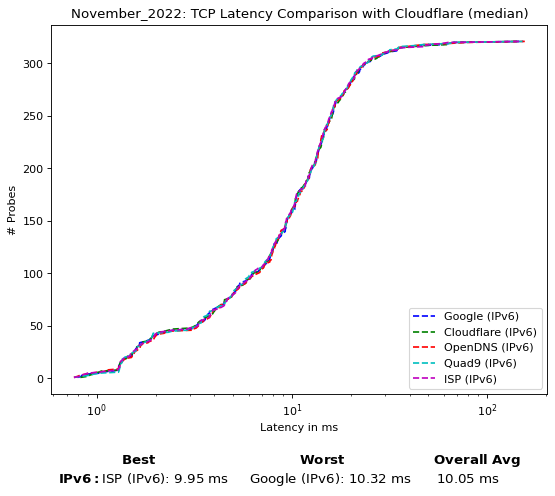 November_2022: TCP Latency Comparison with Cloudflare (median)
# Probes
300
250
200
150
100
50
0
Google (IPv6)
Cloudflare (IPv6)
OpenDNS (IPv6)
Quad9 (IPv6)
ISP (IPv6)
10⁰ 10¹ 10²
Latency in ms
Best Worst Overall Avg
IPv6: ISP (IPv6): 9.95 ms Google (IPv6): 10.32 ms 10.05 ms